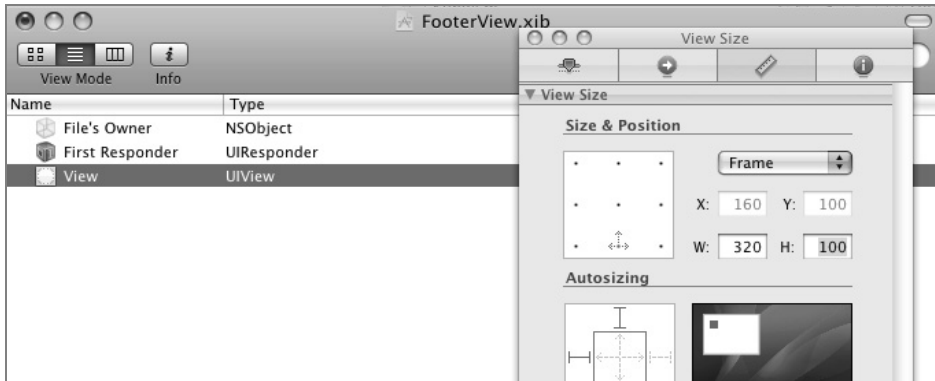 FooterView.xib
View Size
View Mode
Info
View Size
Name
Type
Size & Position
File's Owner
NSObject
First Responder
UIResponder
Frame
View
UIView
X: 160 Y: 100
W: 320 H: 100
Autosizing